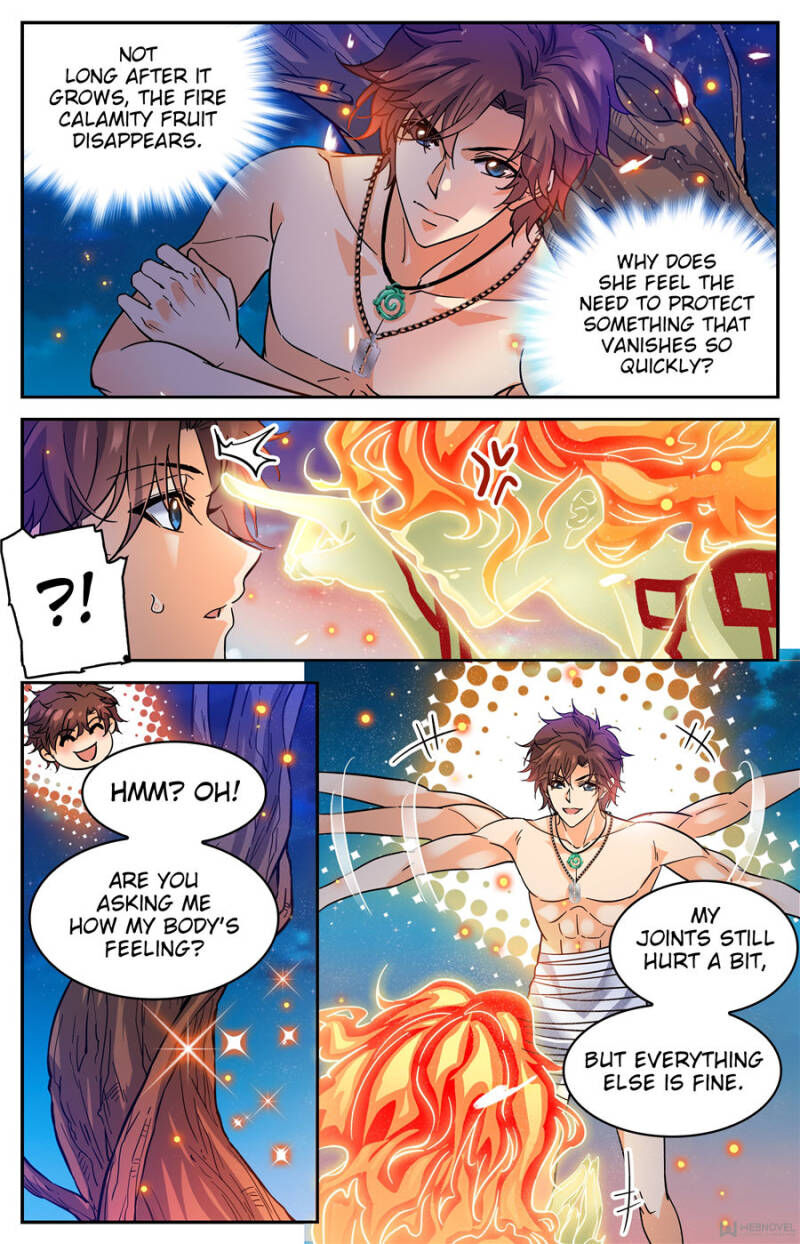 NOT
LONG AFTER IT
GROWS, THE FIRE
CALAMITY FRUIT
DISAPPEARS.
WHY DOES
SHE FEEL THE
NEED TO PROTECT
SOMETHING THAT
VANISHES SO
QUICKLY?
?!
HMM? OH!
ARE YOU
ASKING ME
HOW MY BODY'S
FEELING?
MY
JOINTS STILL
HURT A BIT,
BUT EVERYTHING
ELSE IS FINE.
WEBNOVEL